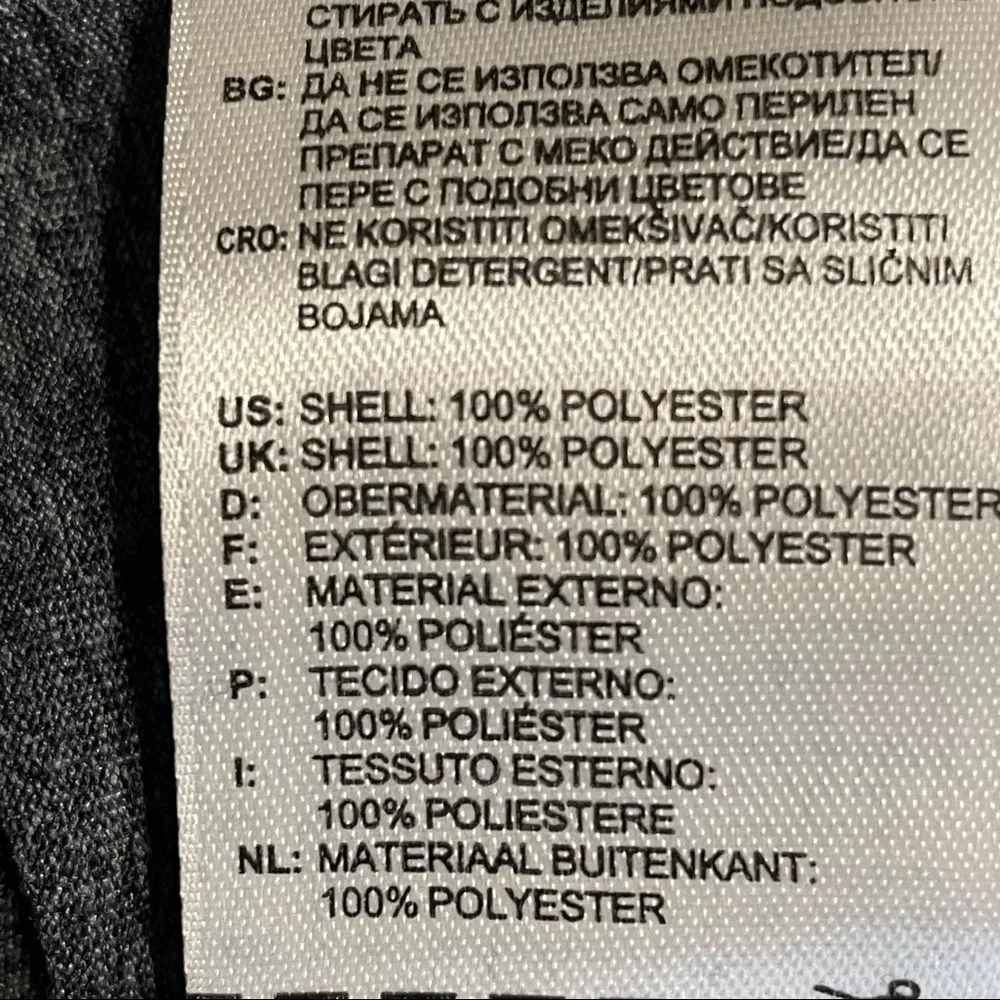 СТИРАТЬ С ИЗДЕЛИЯМИ
ЦВЕТА
BG: ДА НЕ СЕ ИЗПОЛЗВА ОМЕКОТИТЕЛ/
ДА СЕ ИЗПОЛЗВА САМО ПЕРИЛЕН
ПРЕПАРАТ С МЕКО ДЕЙСТВИЕ/ДА СЕ
ПЕРЕ С ПОДОБНИ ЦВЕТОВЕ
CRO: NE KORISTITI OMEKŠIVAČ/KORISTITI
BLAGI DETERGENT/PRATI SA SLIČNIM
BOJAMA
US: SHELL: 100% POLYESTER
UK: SHELL: 100% POLYESTER
D: OBERMATERIAL: 100% POLYESTER
F: EXTÉRIEUR: 100% POLYESTER
E: MATERIAL EXTERNO:
100% POLIÉSTER
P: TECIDO EXTERNO:
100% POLIÉSTER
I: TESSUTO ESTERNO:
100% POLIESTERE
NL: MATERIAAL BUITENKANT:
100% POLYESTER